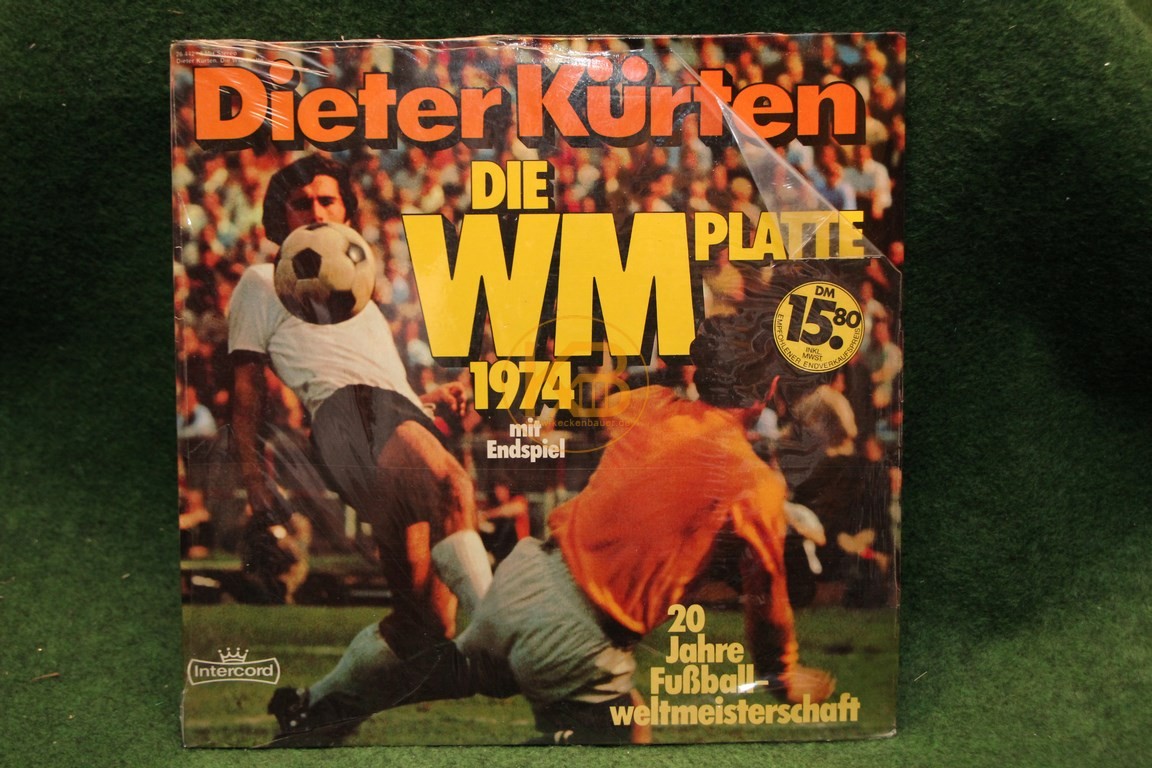 Dieter Kürten
DIE
WM PLATTE
1974
mit
Endspiel
DM
15.80
INKL.
MWST
EMPFOHLENER ENDVERKAUFSPREIS
20
Jahre
Fußball-
weltmeisterschaft
Intercord